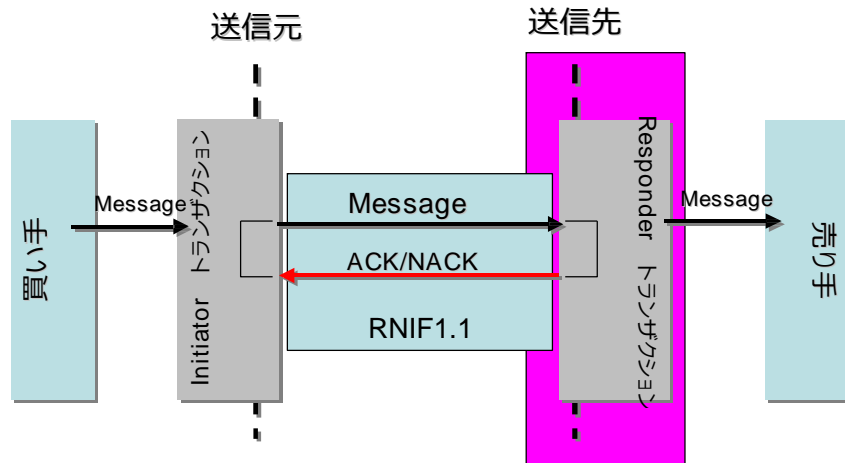 送信元
送信先
買い手
Message
Initiator トランザクション
Message
ACK/NACK
RNIF1.1
Responder トランザクション
Message
売り手